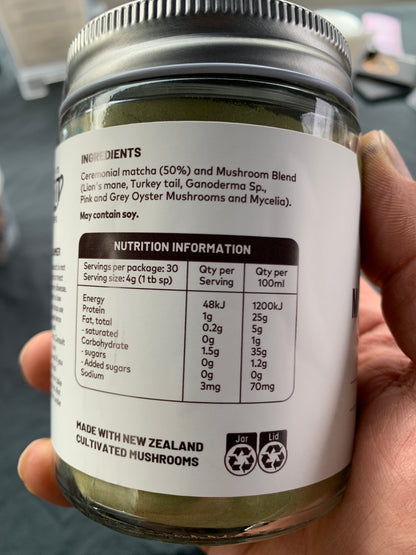 INGREDIENTS
Ceremonial matcha (50%) and Mushroom Blend
(Lion's mane, Turkey tail, Ganoderma Sp.,
Pink and Grey Oyster Mushrooms and Mycelia).
May contain soy.
NUTRITION INFORMATION
Servings per package: 30 Qty per Qty per
Serving size: 4g (1 tb sp) Serving 100ml
Energy 48kJ 1200kJ
Protein 1g 25g
Fat, total 0.2g 5g
- saturated 0g 1g
Carbohydrate 1.5g 35g
- sugars 0g 1.2g
- Added sugars 0g 0g
Sodium 3mg 70mg
MADE WITH NEW ZEALAND
CULTIVATED MUSHROOMS
Jar Lid